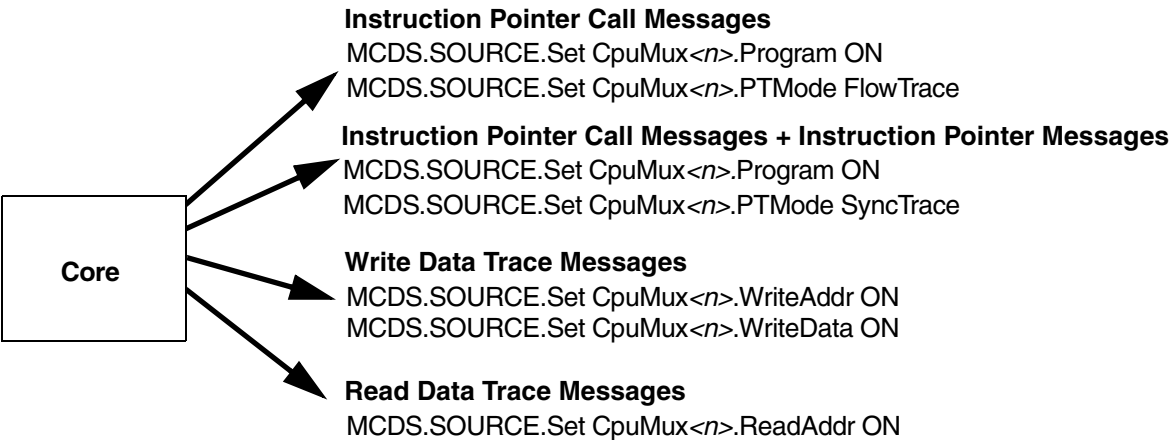 Instruction Pointer Call Messages
MCDS.SOURCE.Set CpuMux<n>.Program ON
MCDS.SOURCE.Set CpuMux<n>.PTMode FlowTrace
Instruction Pointer Call Messages + Instruction Pointer Messages
MCDS.SOURCE.Set CpuMux<n>.Program ON
MCDS.SOURCE.Set CpuMux<n>.PTMode SyncTrace
Core
Write Data Trace Messages
MCDS.SOURCE.Set CpuMux<n>.WriteAddr ON
MCDS.SOURCE.Set CpuMux<n>.WriteData ON
Read Data Trace Messages
MCDS.SOURCE.Set CpuMux<n>.ReadAddr ON